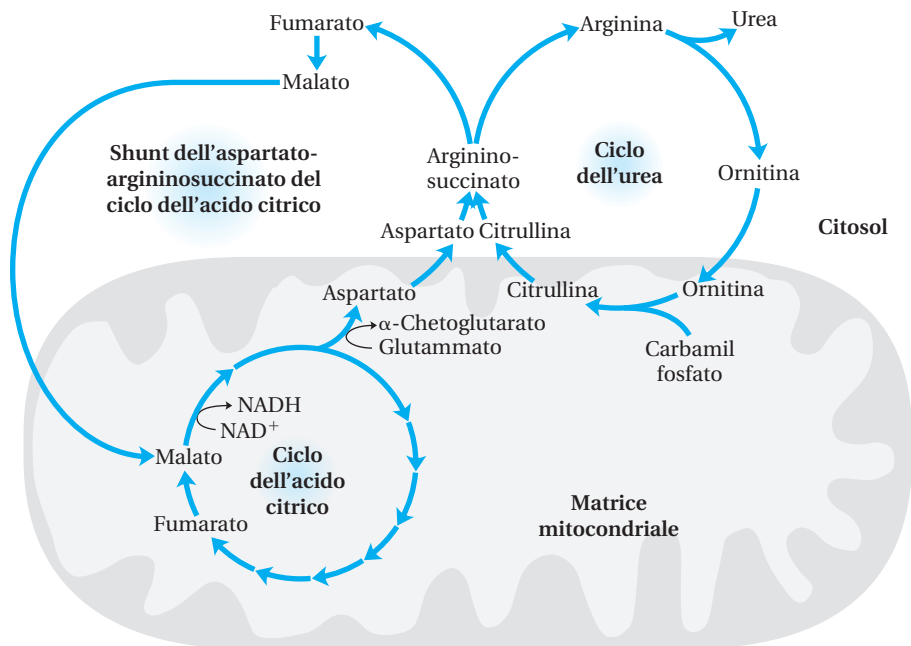 Fumarato
Arginina
Urea
Malato
Shunt dell'aspartato-
argininosuccinato del
ciclo dell'acido citrico
Arginino-
succinato
Ciclo
dell'urea
Ornitina
Citosol
Aspartato
Citrullina
Aspartato
Citrullina
Ornitina
α-Chetoglutarato
Glutammato
Carbamil
fosfato
NADH
NAD⁺
Malato
Ciclo
dell'acido
citrico
Fumarato
Matrice
mitocondriale